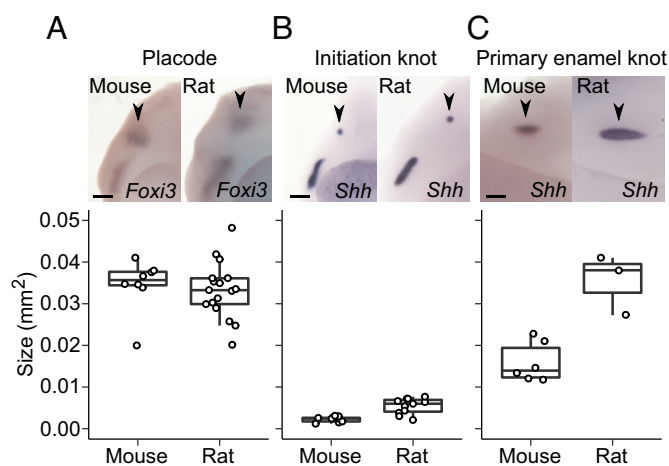 A B C
Placode Initiation knot Primary enamel knot
Mouse Rat Mouse Rat Mouse Rat
Foxi3 Foxi3 Shh Shh Shh Shh
0.05
0.04
0.03
0.02
0.01
0.00
Size (mm²)
Mouse Rat Mouse Rat Mouse Rat